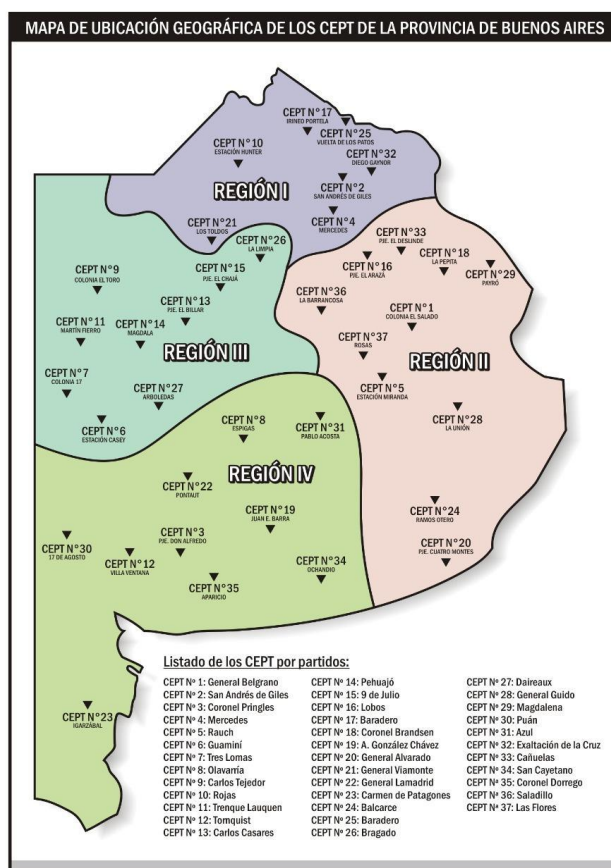 MAPA DE UBICACIÓN GEOGRÁFICA DE LOS CEPT DE LA PROVINCIA DE BUENOS AIRES
CEPT N°17
IRINEO PORTELA
CEPT N°25
VUELTA DE LOS PATOS
CEPT N°10
ESTACIÓN HUNTER
CEPT N°32
DIEGO GAYNOR
CEPT N°2
SAN ANDRÉS DE GILES
REGIÓN I
CEPT N°4
MERCEDES
CEPT N°21
LOS TOLDOS
CEPT N°33
PJE. EL DESLINDE
CEPT N°26
LA LIMPIA
CEPT N°18
LA PEPITA
CEPT N°16
PJE. EL ARAZÁ
CEPT N°29
PAYRÓ
CEPT N°9
COLONIA EL TORO
CEPT N°15
PJE. EL CHAJÁ
CEPT N°36
LA BARRANCOSA
CEPT N°13
PJE. EL BILLAR
CEPT N°1
COLONIA EL SALADO
CEPT N°11
MARTÍN FIERRO
CEPT N°14
MAGDALA
REGIÓN III
CEPT N°37
ROSAS
REGIÓN II
CEPT N°7
COLONIA 17
CEPT N°5
ESTACIÓN MIRANDA
CEPT N°27
ARBOLEDAS
CEPT N°6
ESTACIÓN CASEY
CEPT N°8
ESPIGAS
CEPT N°31
PABLO ACOSTA
CEPT N°28
LA UNIÓN
REGIÓN IV
CEPT N°22
PONTAUT
CEPT N°19
JUAN E. BARRA
CEPT N°24
RAMOS OTERO
CEPT N°3
PJE. DON ALFREDO
CEPT N°30
17 DE AGOSTO
CEPT N°12
VILLA VENTANA
CEPT N°20
PJE. CUATRO MONTES
CEPT N°34
OCHANDIO
CEPT N°35
APARICIO
CEPT N°23
IGARZÁBAL
Listado de los CEPT por partidos:
CEPT Nº 1: General Belgrano
CEPT Nº 2: San Andrés de Giles
CEPT Nº 3: Coronel Pringles
CEPT Nº 4: Mercedes
CEPT Nº 5: Rauch
CEPT Nº 6: Guaminí
CEPT Nº 7: Tres Lomas
CEPT Nº 8: Olavarría
CEPT Nº 9: Carlos Tejedor
CEPT Nº 10: Rojas
CEPT Nº 11: Trenque Lauquen
CEPT Nº 12: Tornquist
CEPT Nº 13: Carlos Casares
CEPT Nº 14: Pehuajó
CEPT Nº 15: 9 de Julio
CEPT Nº 16: Lobos
CEPT Nº 17: Baradero
CEPT Nº 18: Coronel Brandsen
CEPT Nº 19: A. González Chávez
CEPT Nº 20: General Alvarado
CEPT Nº 21: General Viamonte
CEPT Nº 22: General Lamadrid
CEPT Nº 23: Carmen de Patagones
CEPT Nº 24: Balcarce
CEPT Nº 25: Baradero
CEPT Nº 26: Bragado
CEPT Nº 27: Daireaux
CEPT Nº 28: General Guido
CEPT Nº 29: Magdalena
CEPT Nº 30: Puán
CEPT Nº 31: Azul
CEPT Nº 32: Exaltación de la Cruz
CEPT Nº 33: Cañuelas
CEPT Nº 34: San Cayetano
CEPT Nº 35: Coronel Dorrego
CEPT Nº 36: Saladillo
CEPT Nº 37: Las Flores